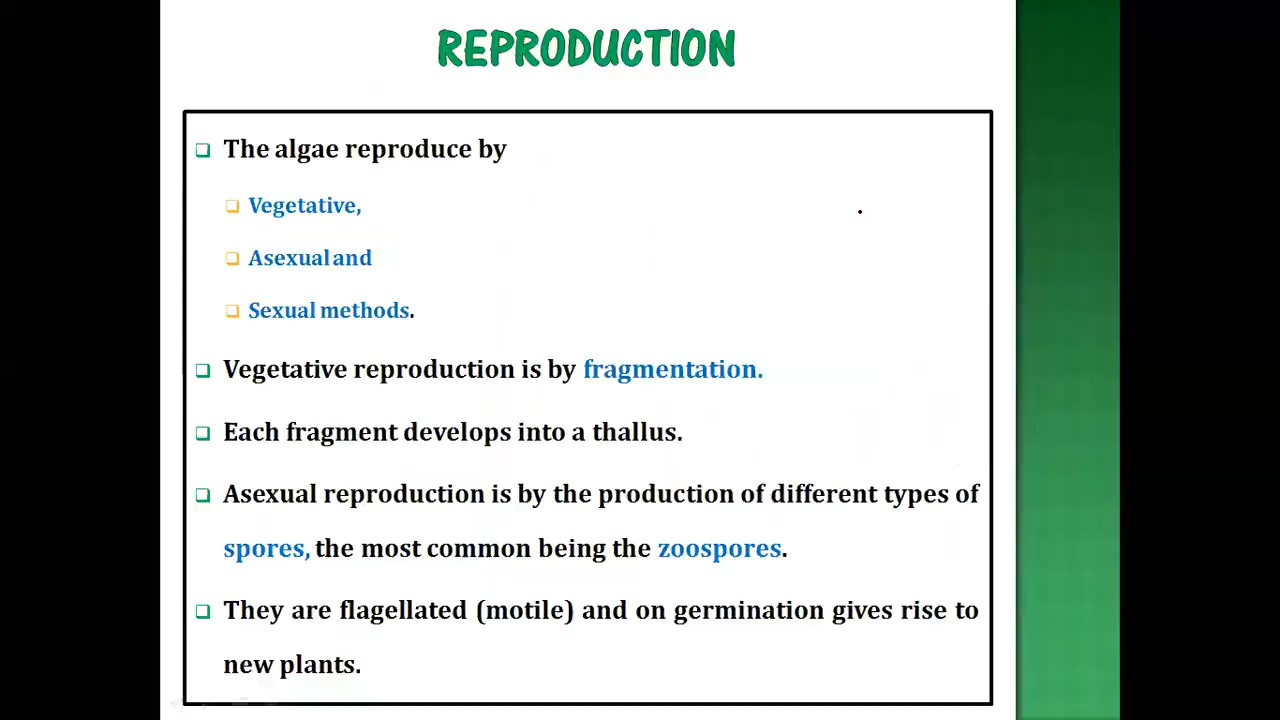 REPRODUCTION
The algae reproduce by
Vegetative,
Asexual and
Sexual methods.
Vegetative reproduction is by fragmentation.
Each fragment develops into a thallus.
Asexual reproduction is by the production of different types of
spores, the most common being the zoospores.
They are flagellated (motile) and on germination gives rise to
new plants.